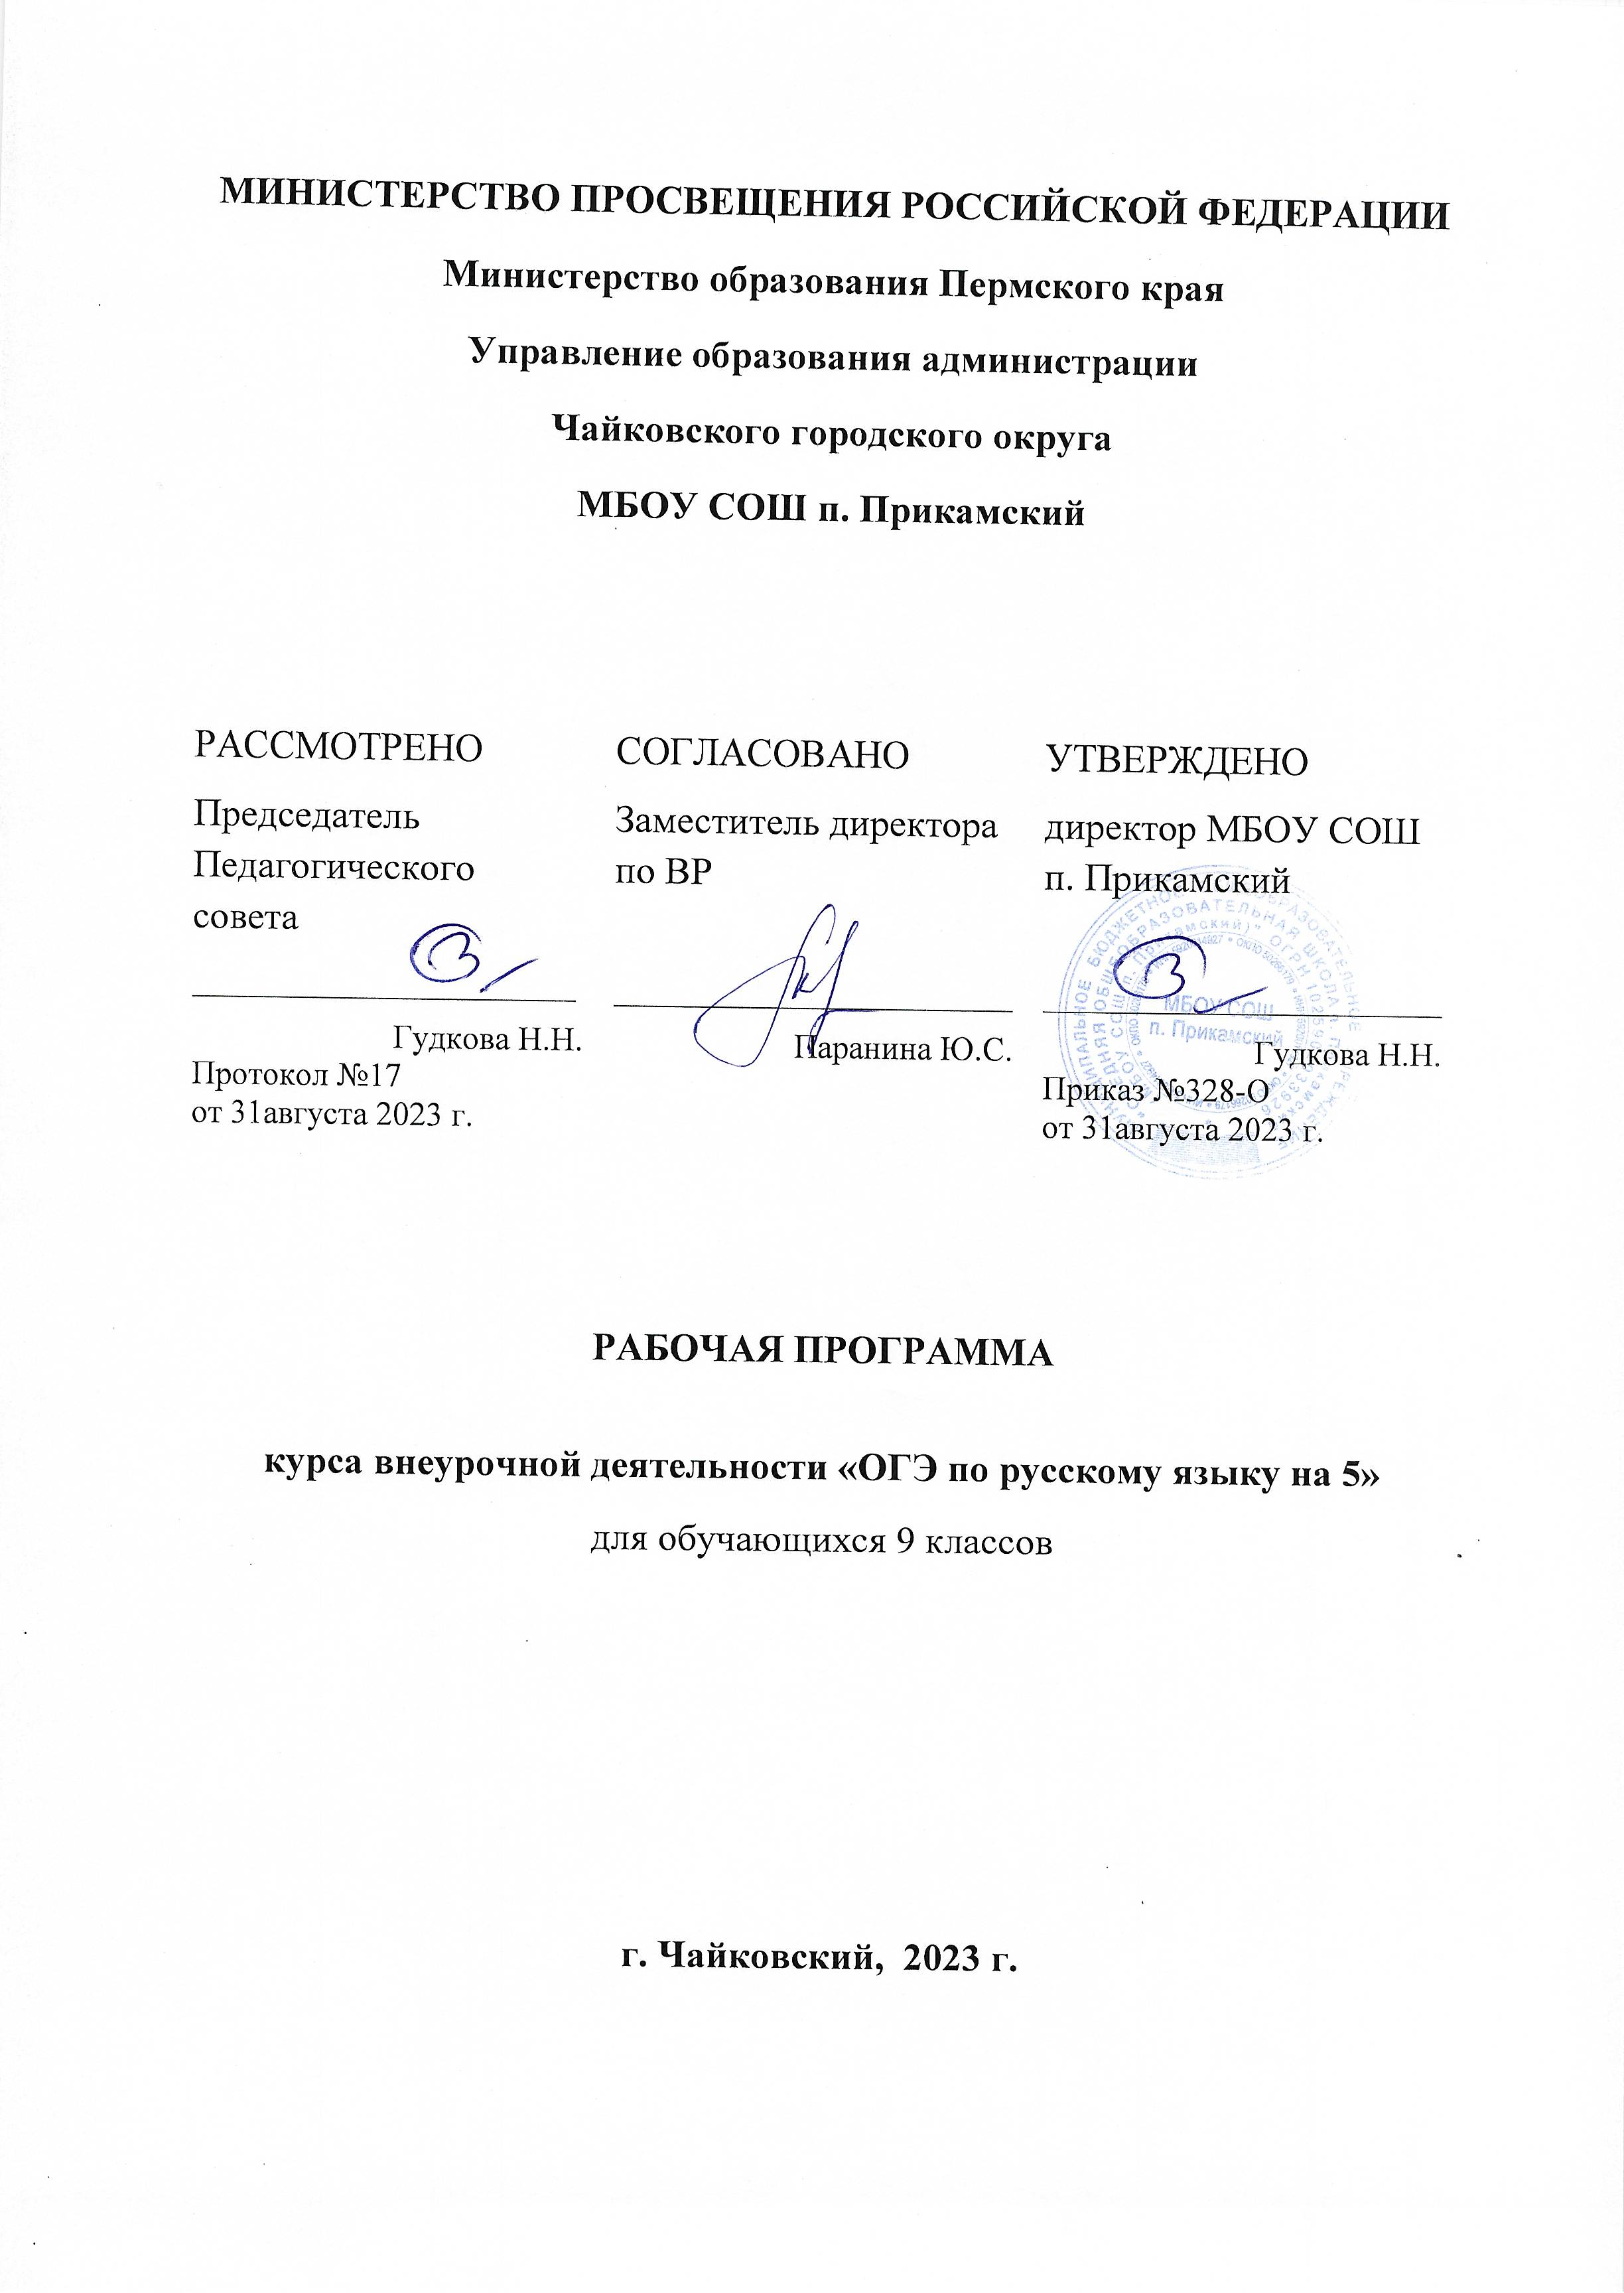 МИНИСТЕРСТВО ПРОСВЕЩЕНИЯ РОССИЙСКОЙ ФЕДЕРАЦИИ
Министерство образования Пермского края
Управление образования администрации
Чайковского городского округа
МБОУ СОШ п. Прикамский
РАССМОТРЕНО
Председатель
Педагогического
совета
Гудкова Н.Н.
Протокол №17
от 31августа 2023 г.
СОГЛАСОВАНО
Заместитель директора
по ВР
Паранина Ю.С.
УТВЕРЖДЕНО
директор МБОУ СОШ
п. Прикамский
МБОУ СОШ
п. Прикамский
Гудкова Н.Н.
Приказ №328-О
от 31августа 2023 г.
РАБОЧАЯ ПРОГРАММА
курса внеурочной деятельности «ОГЭ по русскому языку на 5»
для обучающихся 9 классов
г. Чайковский,  2023 г.